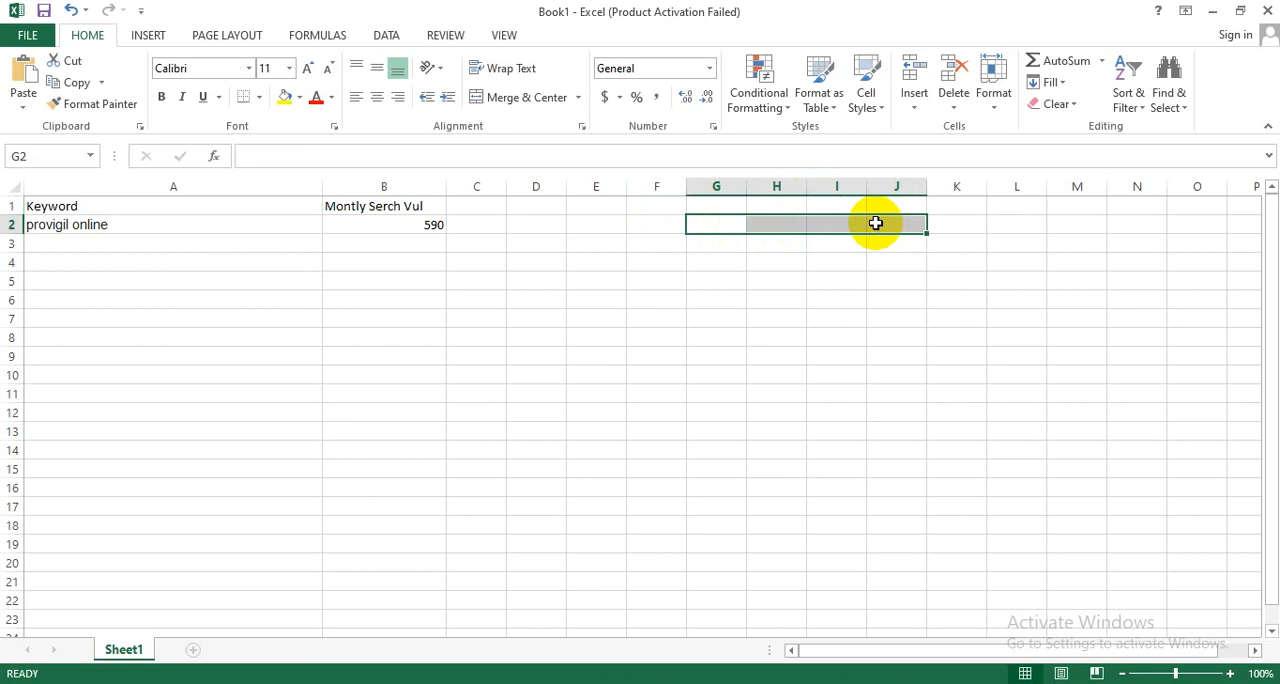 Book1 - Excel (Product Activation Failed)
?
FILE HOME INSERT PAGE LAYOUT FORMULAS DATA REVIEW VIEW Sign in
Paste
Cut
Copy
Format Painter
Clipboard
Calibri 11
B I U A
Font
Wrap Text
Merge & Center
Alignment
General
$ % ,
Number
Conditional Formatting
Format as Table
Cell Styles
Styles
Insert
Delete
Format
Cells
AutoSum
Fill
Clear
Sort & Filter
Find & Select
Editing
G2 fx
A B C D E F G H I J K L M N O P
1 Keyword Montly Serch Vul
2 provigil online 590
3
4
5
6
7
8
9
10
11
12
13
14
15
16
17
18
19
20
21
22
23
24
Activate Windows
Go to Settings to activate Windows.
Sheet1
READY 100%